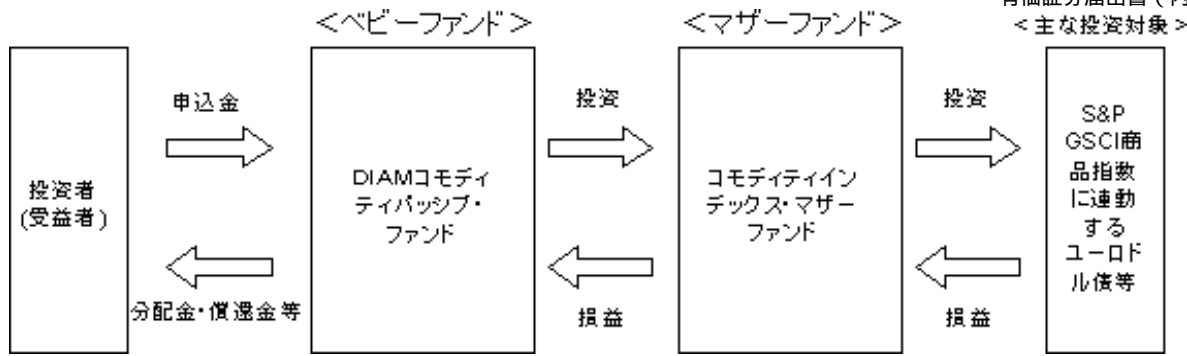 <ベビーファンド>
<マザーファンド>
<主な投資対象>
投資者
(受益者)
申込金
分配金・償還金等
DIAMコモディ
ティパッシブ・
ファンド
投資
損益
コモディティイン
デックス・マザー
ファンド
投資
損益
S&P
GSCI商
品指数
に連動
する
ユーロド
ル債等